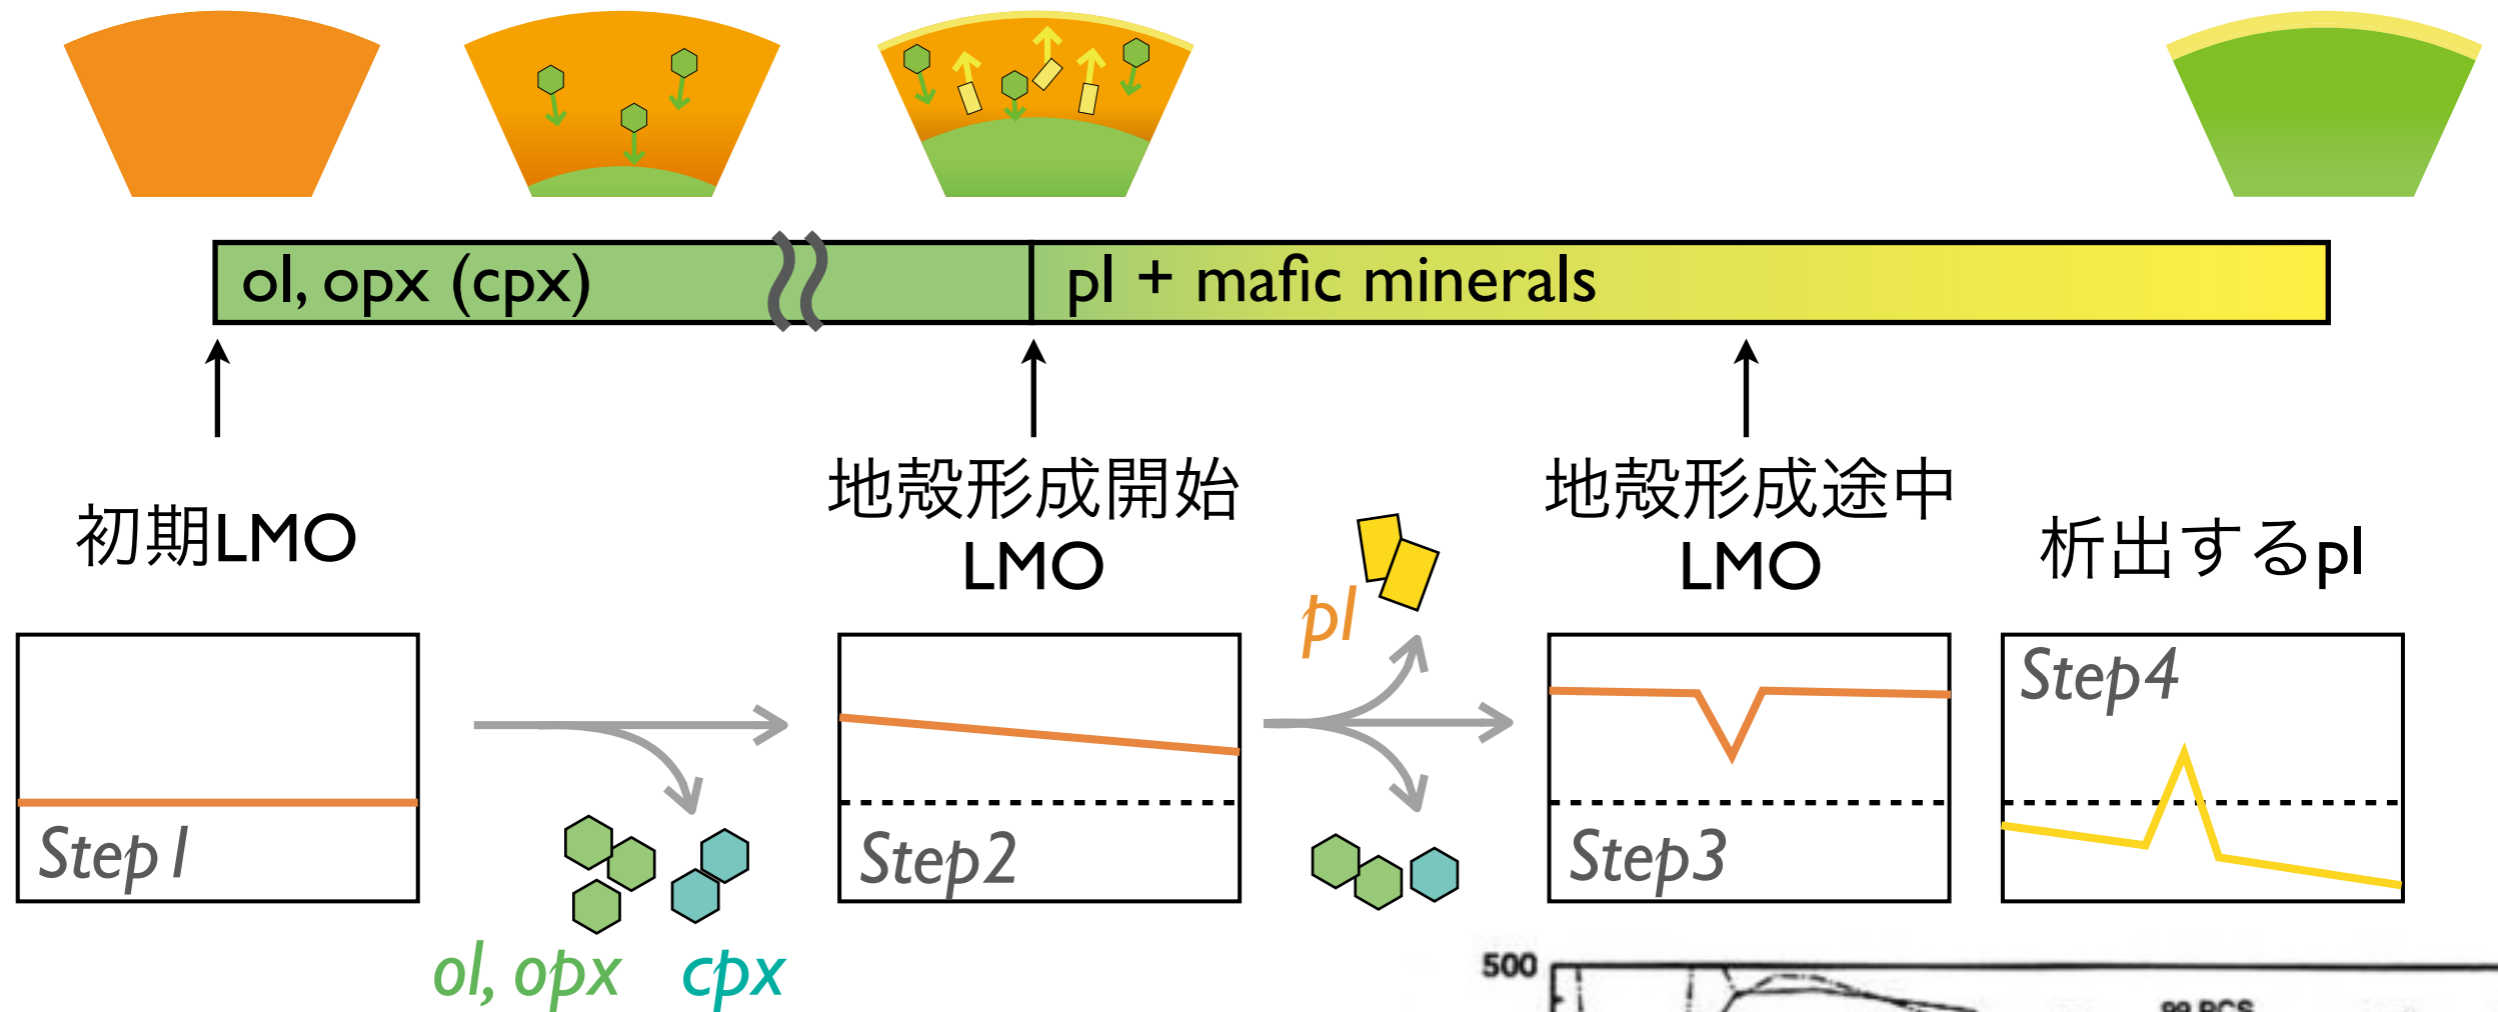 ol, opx (cpx)
pl + mafic minerals
初期LMO
地殻形成開始
LMO
地殻形成途中
LMO
析出するpl
pl
Step1
Step2
Step3
Step4
ol, opx
cpx
500